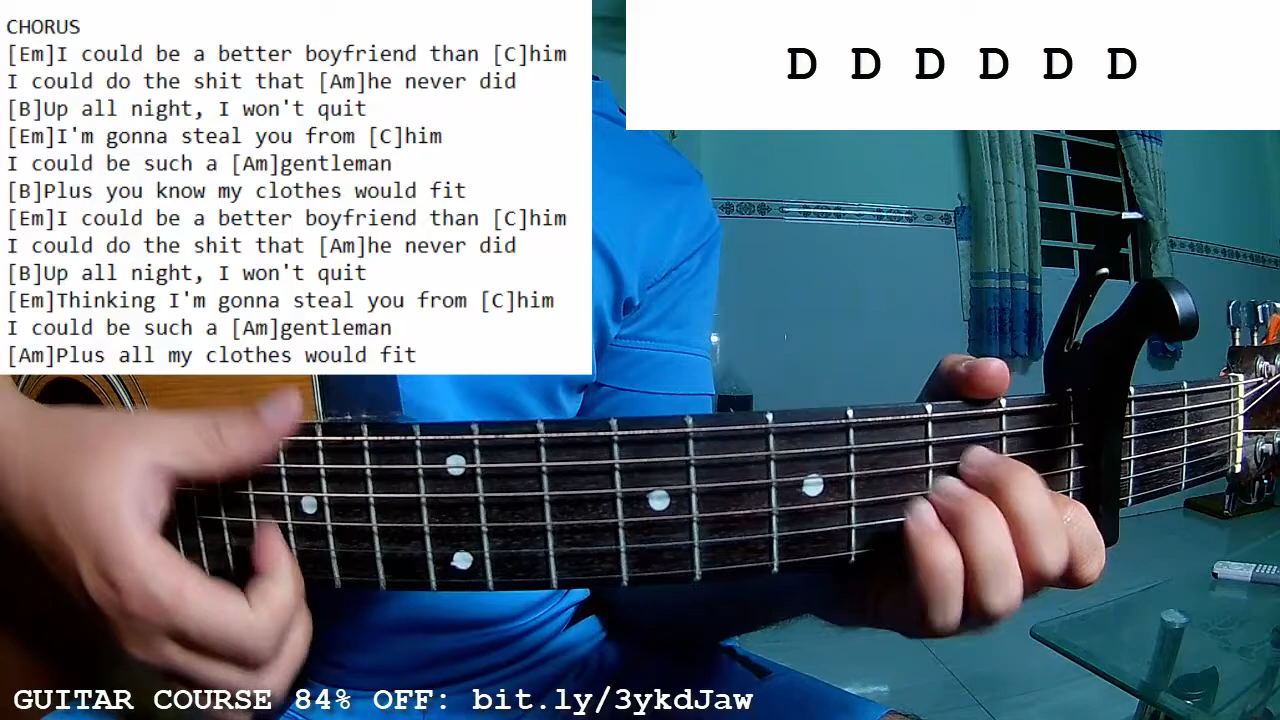 CHORUS
[Em]I could be a better boyfriend than [C]him
I could do the shit that [Am]he never did
[B]Up all night, I won't quit
[Em]I'm gonna steal you from [C]him
I could be such a [Am]gentleman
[B]Plus you know my clothes would fit
[Em]I could be a better boyfriend than [C]him
I could do the shit that [Am]he never did
[B]Up all night, I won't quit
[Em]Thinking I'm gonna steal you from [C]him
I could be such a [Am]gentleman
[Am]Plus all my clothes would fit
D D D D D D
GUITAR COURSE 84% OFF: bit.ly/3ykdJaw